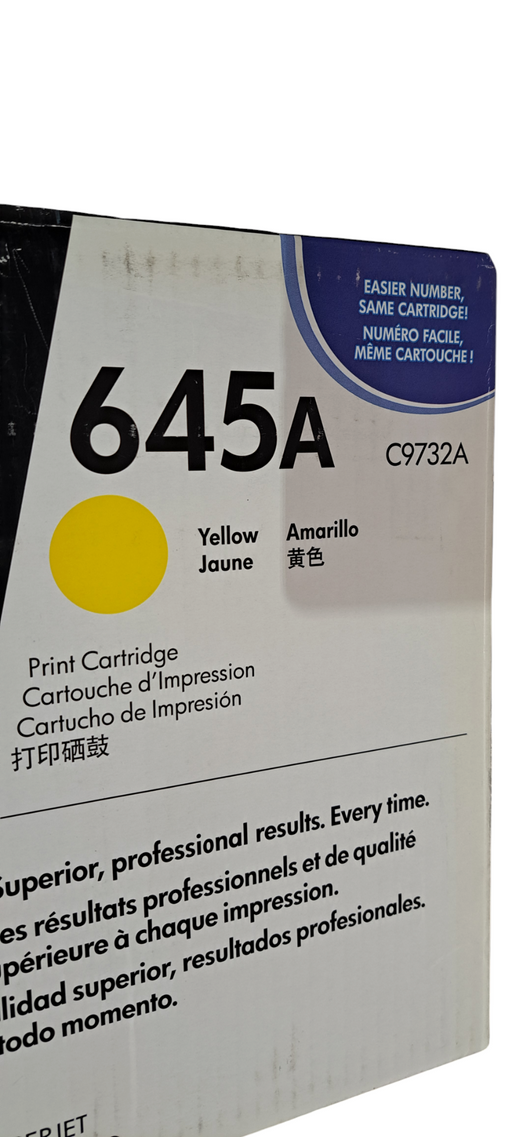 EASIER NUMBER,
SAME CARTRIDGE!
NUMÉRO FACILE,
MÊME CARTOUCHE !
645A
C9732A
Yellow Amarillo
Jaune 黄色
Print Cartridge
Cartouche d'Impression
Cartucho de Impresión
打印硒鼓
Superior, professional results. Every time.
es résultats professionnels et de qualité
périeure à chaque impression.
lidad superior, resultados profesionales.
todo momento.
ERJET